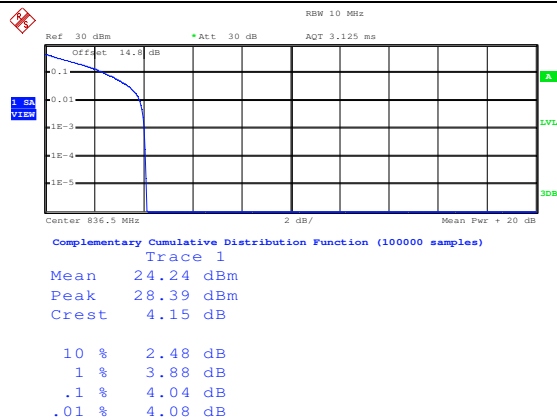 R S
RBW 10 MHz
Ref 30 dBm *Att 30 dB AQT 3.125 ms
Offset 14.8 dB
0.1
A
0.01
1 SA
VIEW
1E-3
LVL
1E-4
1E-5
3DB
Center 836.5 MHz 2 dB/ Mean Pwr + 20 dB
Complementary Cumulative Distribution Function (100000 samples)
Trace 1
Mean 24.24 dBm
Peak 28.39 dBm
Crest 4.15 dB
10 % 2.48 dB
1 % 3.88 dB
.1 % 4.04 dB
.01 % 4.08 dB